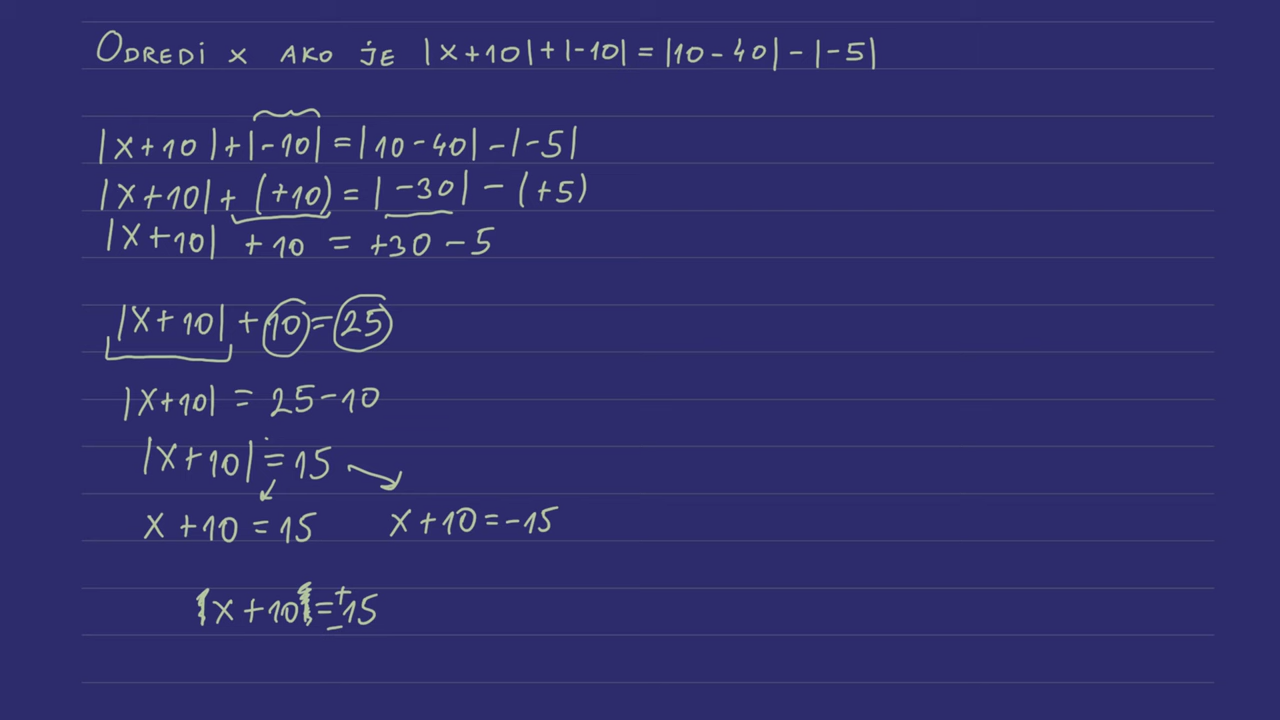 ODREDi x AKO JE |x+10|+|-10|=|10-40|-|-5|
|x+10|+|-10|=|10-40|-|-5|
|x+10|+(+10)=|-30|-(+5)
|x+10| +10 = +30-5
|x+10|+10=25
|x+10| = 25-10
|x+10|=15
x+10=15 x+10=-15
x+10=±15